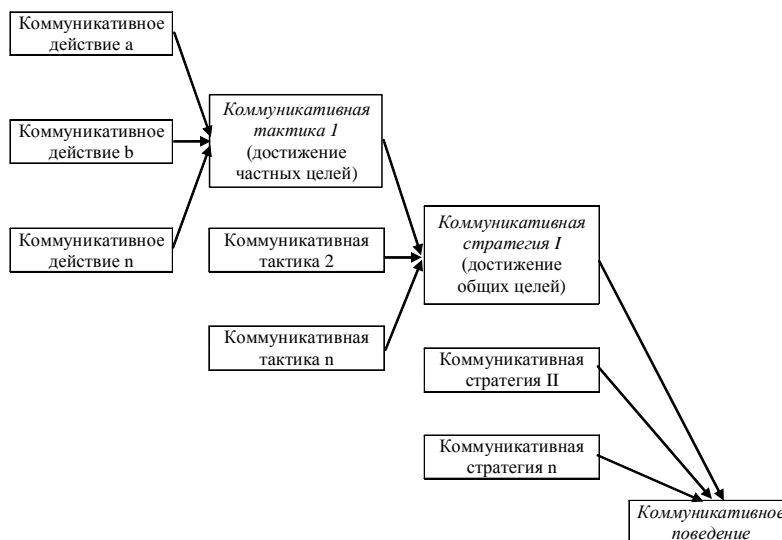 Коммуникативное
действие a
Коммуникативное
действие b
Коммуникативное
действие n
Коммуникативная
тактика 1
(достижение
частных целей)
Коммуникативная
тактика 2
Коммуникативная
тактика n
Коммуникативная
стратегия I
(достижение
общих целей)
Коммуникативная
стратегия II
Коммуникативная
стратегия n
Коммуникативное
поведение